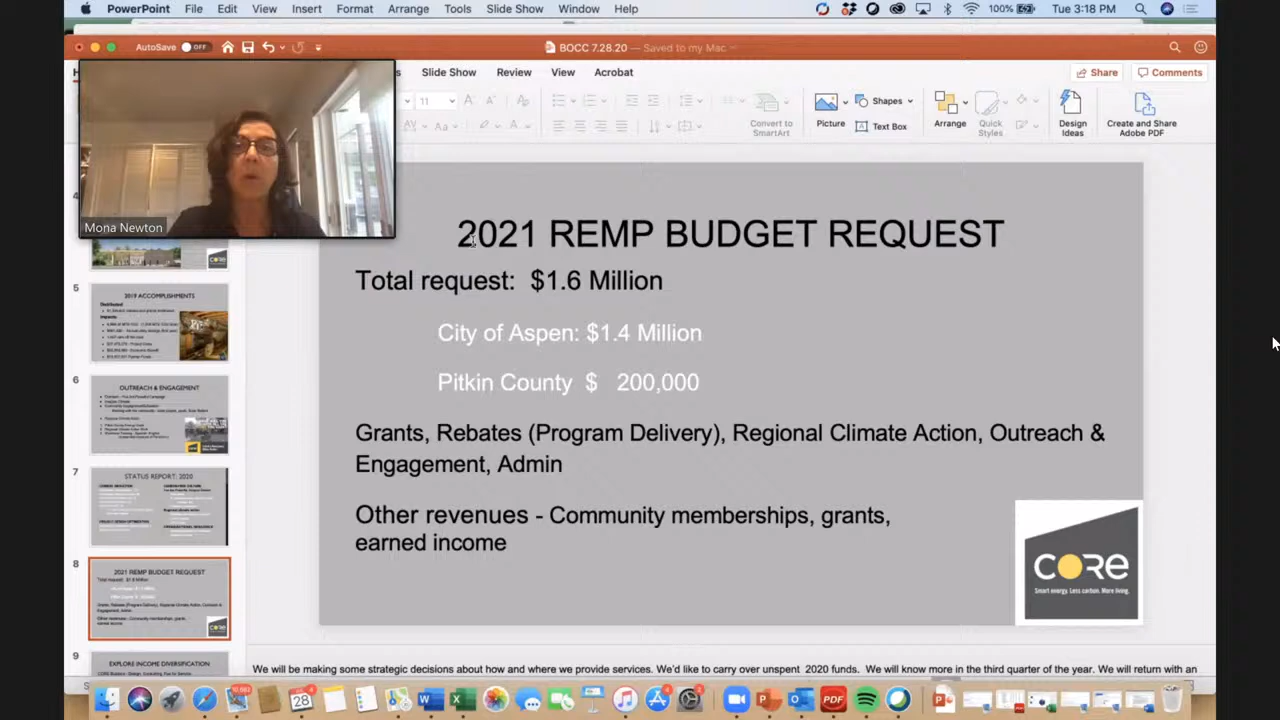 PowerPoint File Edit View Insert Format Arrange Tools Slide Show Window Help 100% Tue 3:18 PM
AutoSave OFF BOCC 7.28.20 — Saved to my Mac
Slide Show Review View Acrobat Share Comments
11 Convert to SmartArt Picture Shapes Text Box Arrange Quick Styles Design Ideas Create and Share Adobe PDF
Mona Newton
5
2019 ACCOMPLISHMENTS
6
OUTREACH & ENGAGEMENT
7
STATUS REPORT: 2020
8
2021 REMP BUDGET REQUEST
9
EXPLORE INCOME DIVERSIFICATION
2021 REMP BUDGET REQUEST
Total request: $1.6 Million
City of Aspen: $1.4 Million
Pitkin County $ 200,000
Grants, Rebates (Program Delivery), Regional Climate Action, Outreach &
Engagement, Admin
Other revenues - Community memberships, grants,
earned income
CORE
Smart energy. Less carbon. More living.
We will be making some strategic decisions about how and where we provide services. We'd like to carry over unspent 2020 funds. We will know more in the third quarter of the year. We will return with an
28